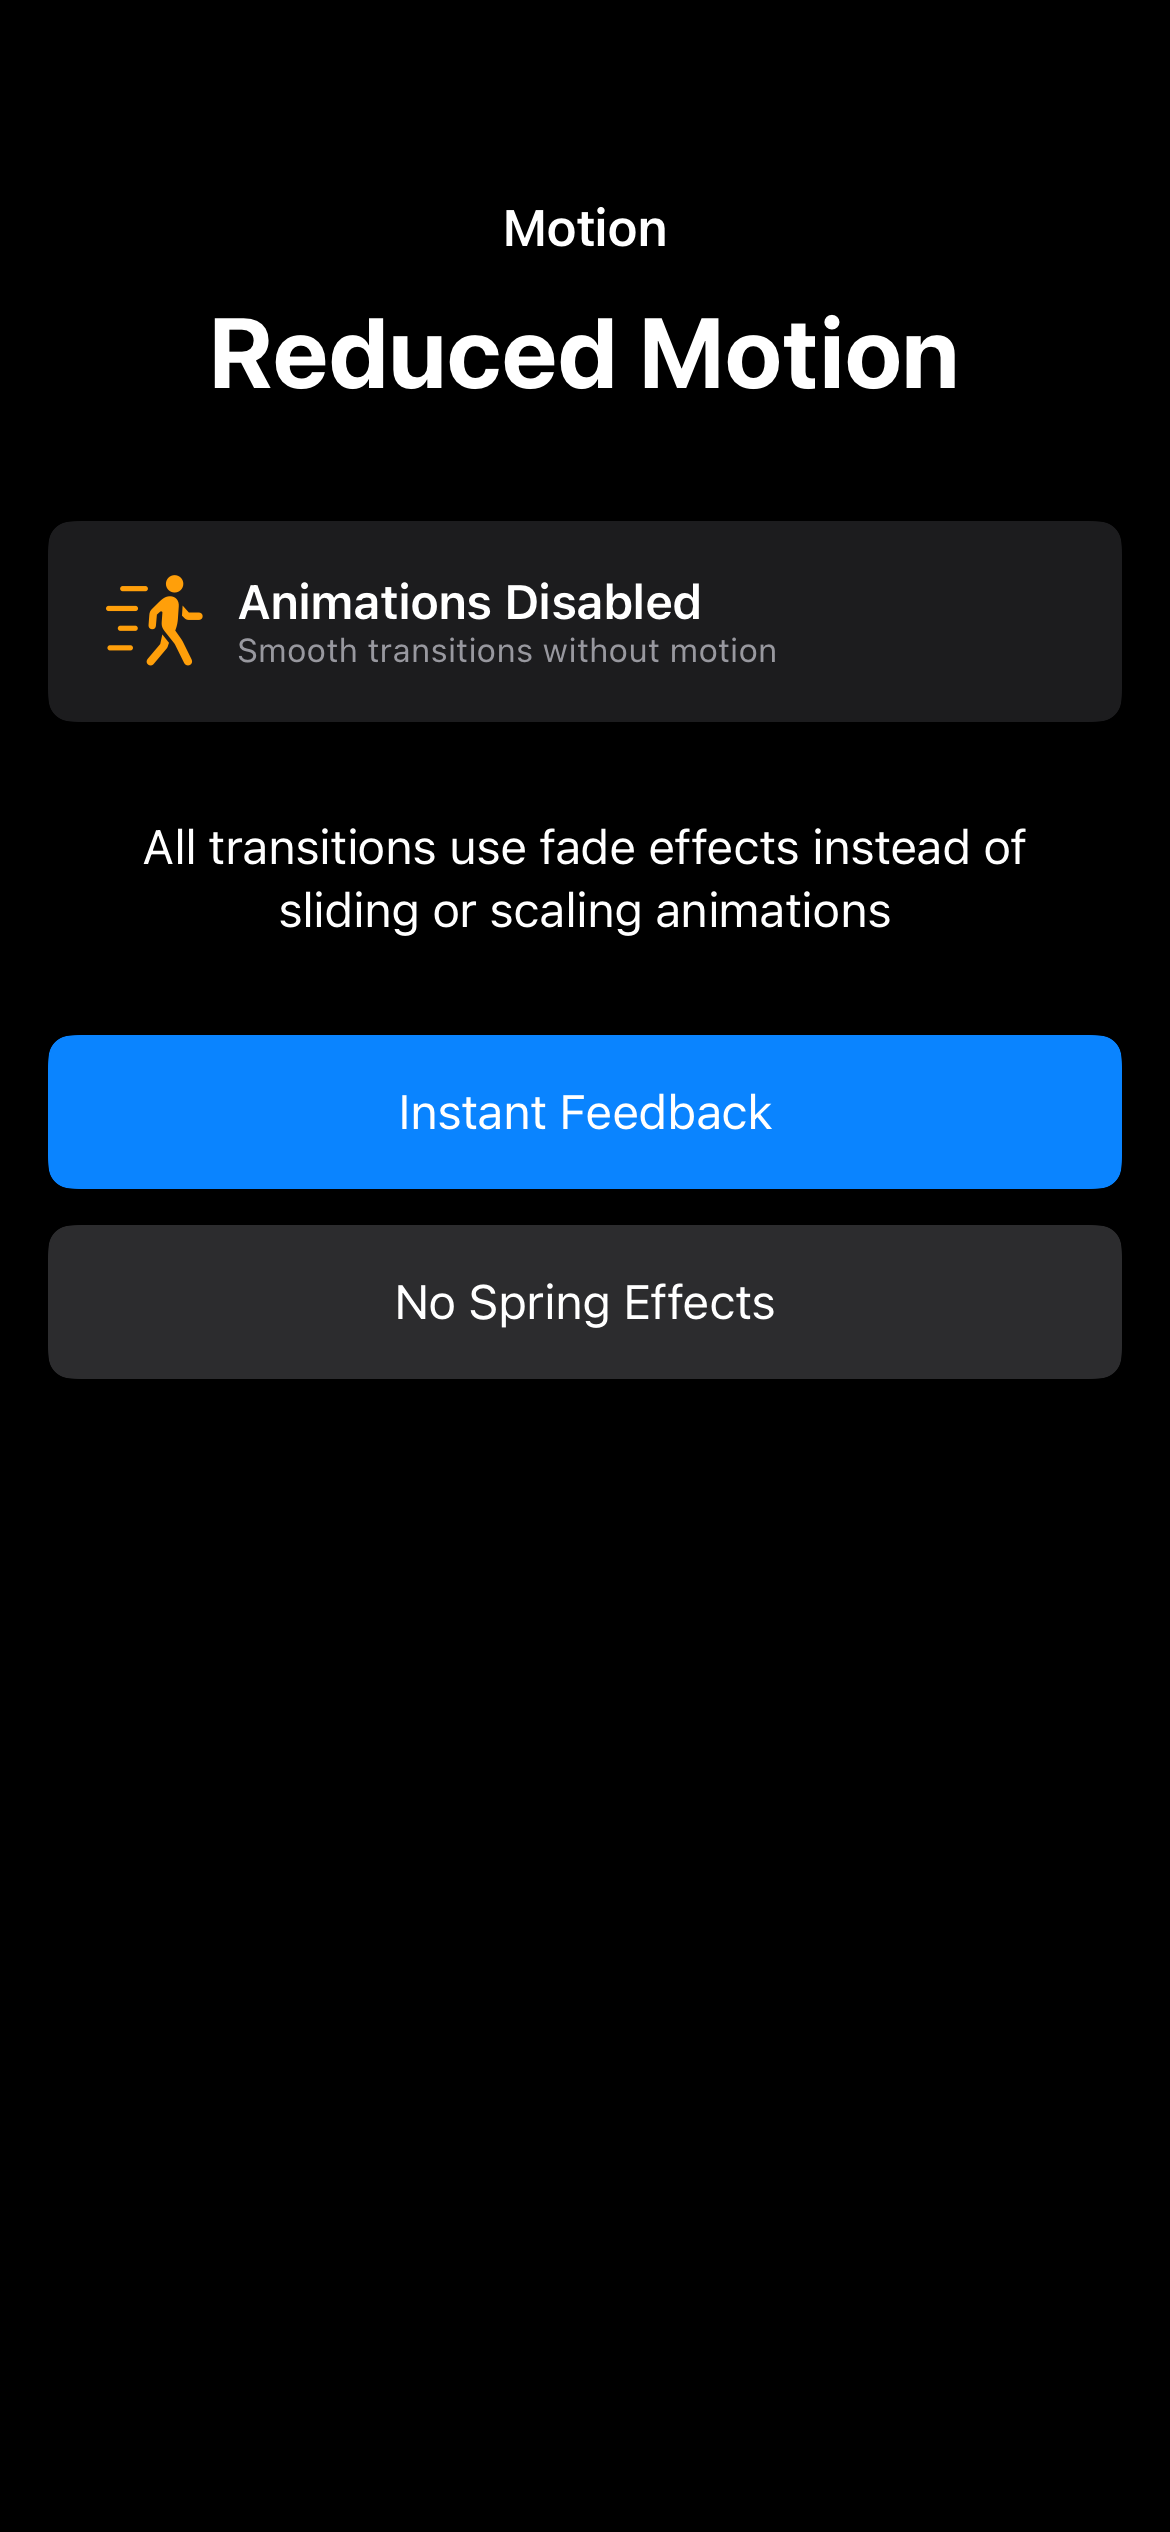 Motion
Reduced Motion
Animations Disabled
Smooth transitions without motion
All transitions use fade effects instead of
sliding or scaling animations
Instant Feedback
No Spring Effects